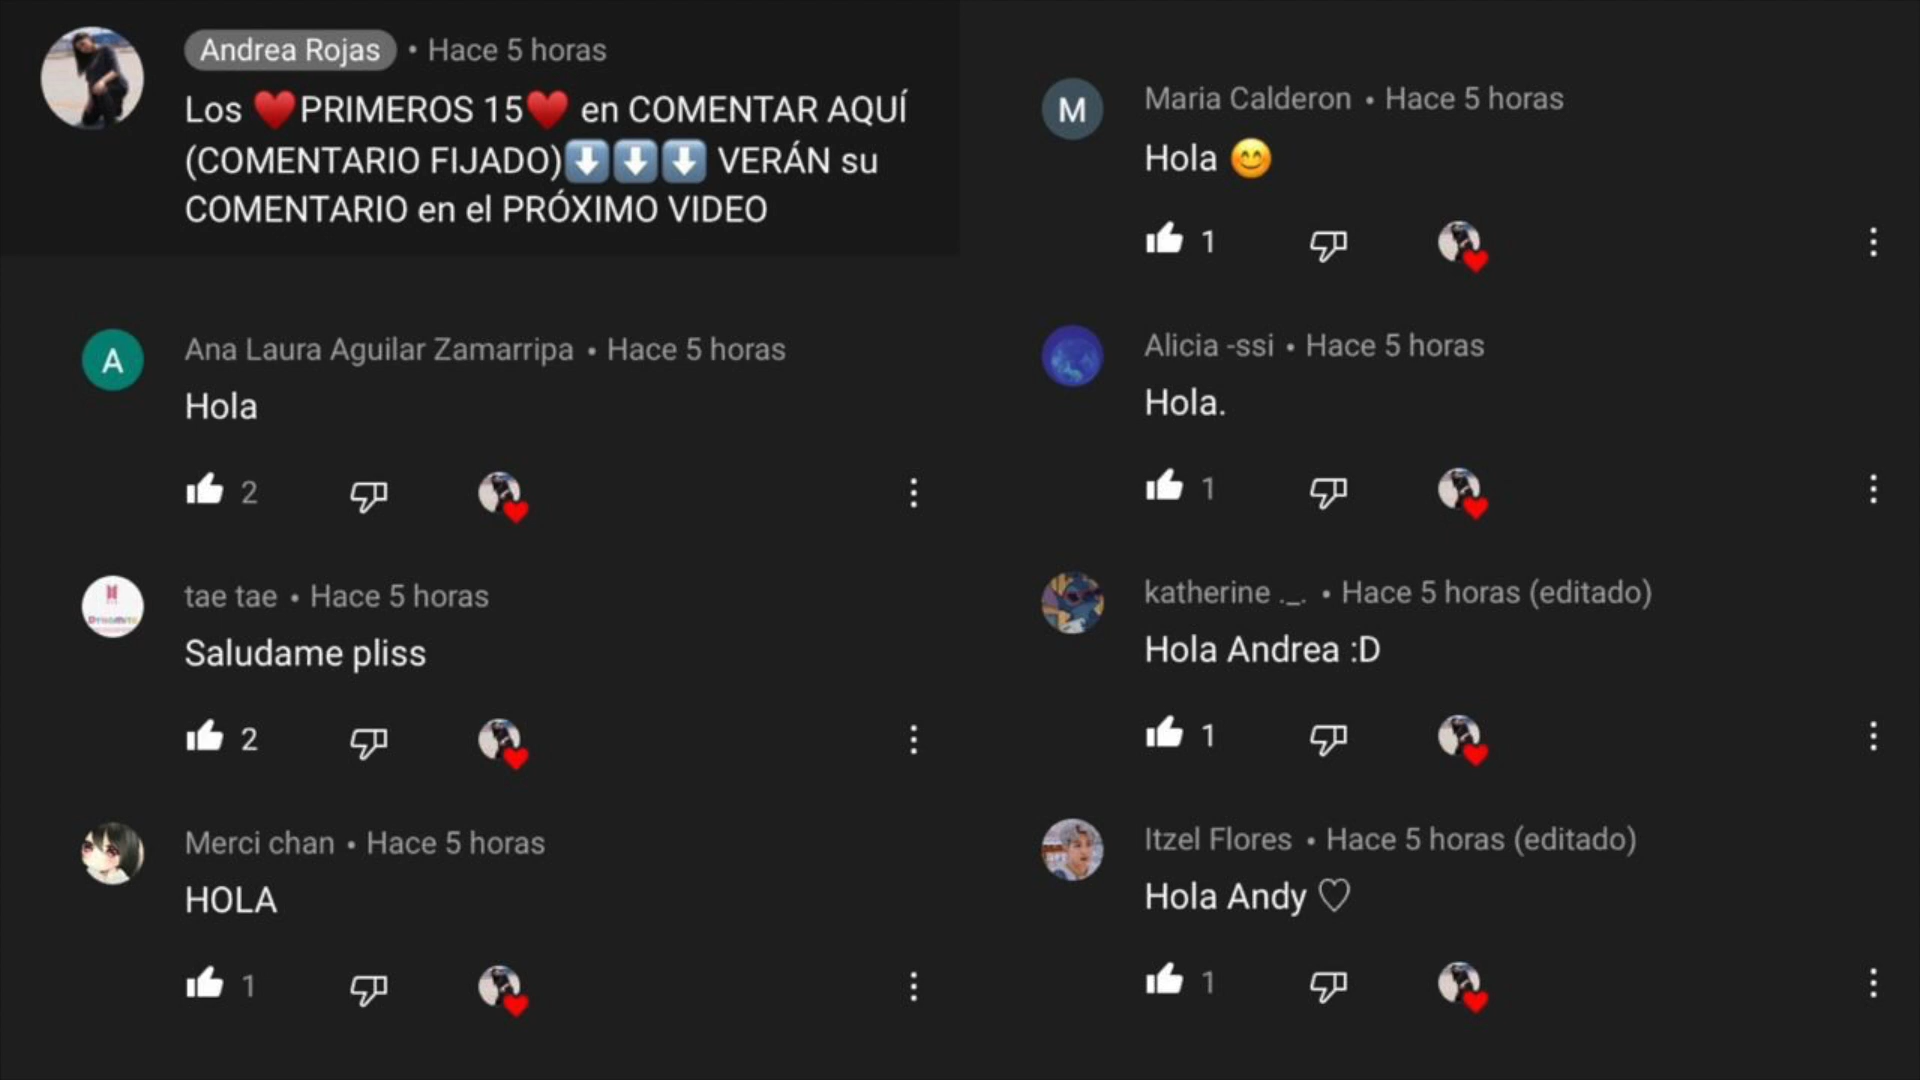 Andrea Rojas • Hace 5 horas
Los ❤️PRIMEROS 15❤️ en COMENTAR AQUÍ
(COMENTARIO FIJADO)⬇️⬇️⬇️ VERÁN su
COMENTARIO en el PRÓXIMO VIDEO
A
Ana Laura Aguilar Zamarripa • Hace 5 horas
Hola
2
Dynamite
tae tae • Hace 5 horas
Saludame pliss
2
Merci chan • Hace 5 horas
HOLA
1
M
Maria Calderon • Hace 5 horas
Hola 😊
1
Alicia -ssi • Hace 5 horas
Hola.
1
katherine ._. • Hace 5 horas (editado)
Hola Andrea :D
1
Itzel Flores • Hace 5 horas (editado)
Hola Andy ♡
1